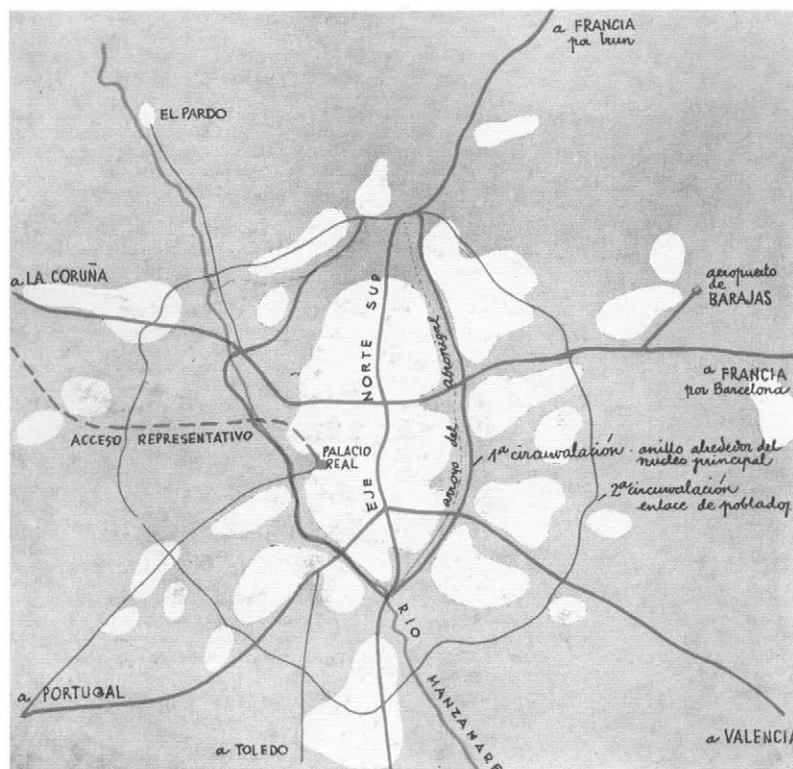 a FRANCIA
por Irun
EL PARDO
a LA CORUÑA
aeropuerto
de
BARAJAS
EJE NORTE SUR
arroyo del abroñigal
a FRANCIA
por Barcelona
ACCESO REPRESENTATIVO
PALACIO
REAL
1ª circunvalación. anillo alrededor del
nucleo principal
2ª circunvalación
enlace de poblados
RIO MANZANARE
a PORTUGAL
a TOLEDO
a VALENCIA